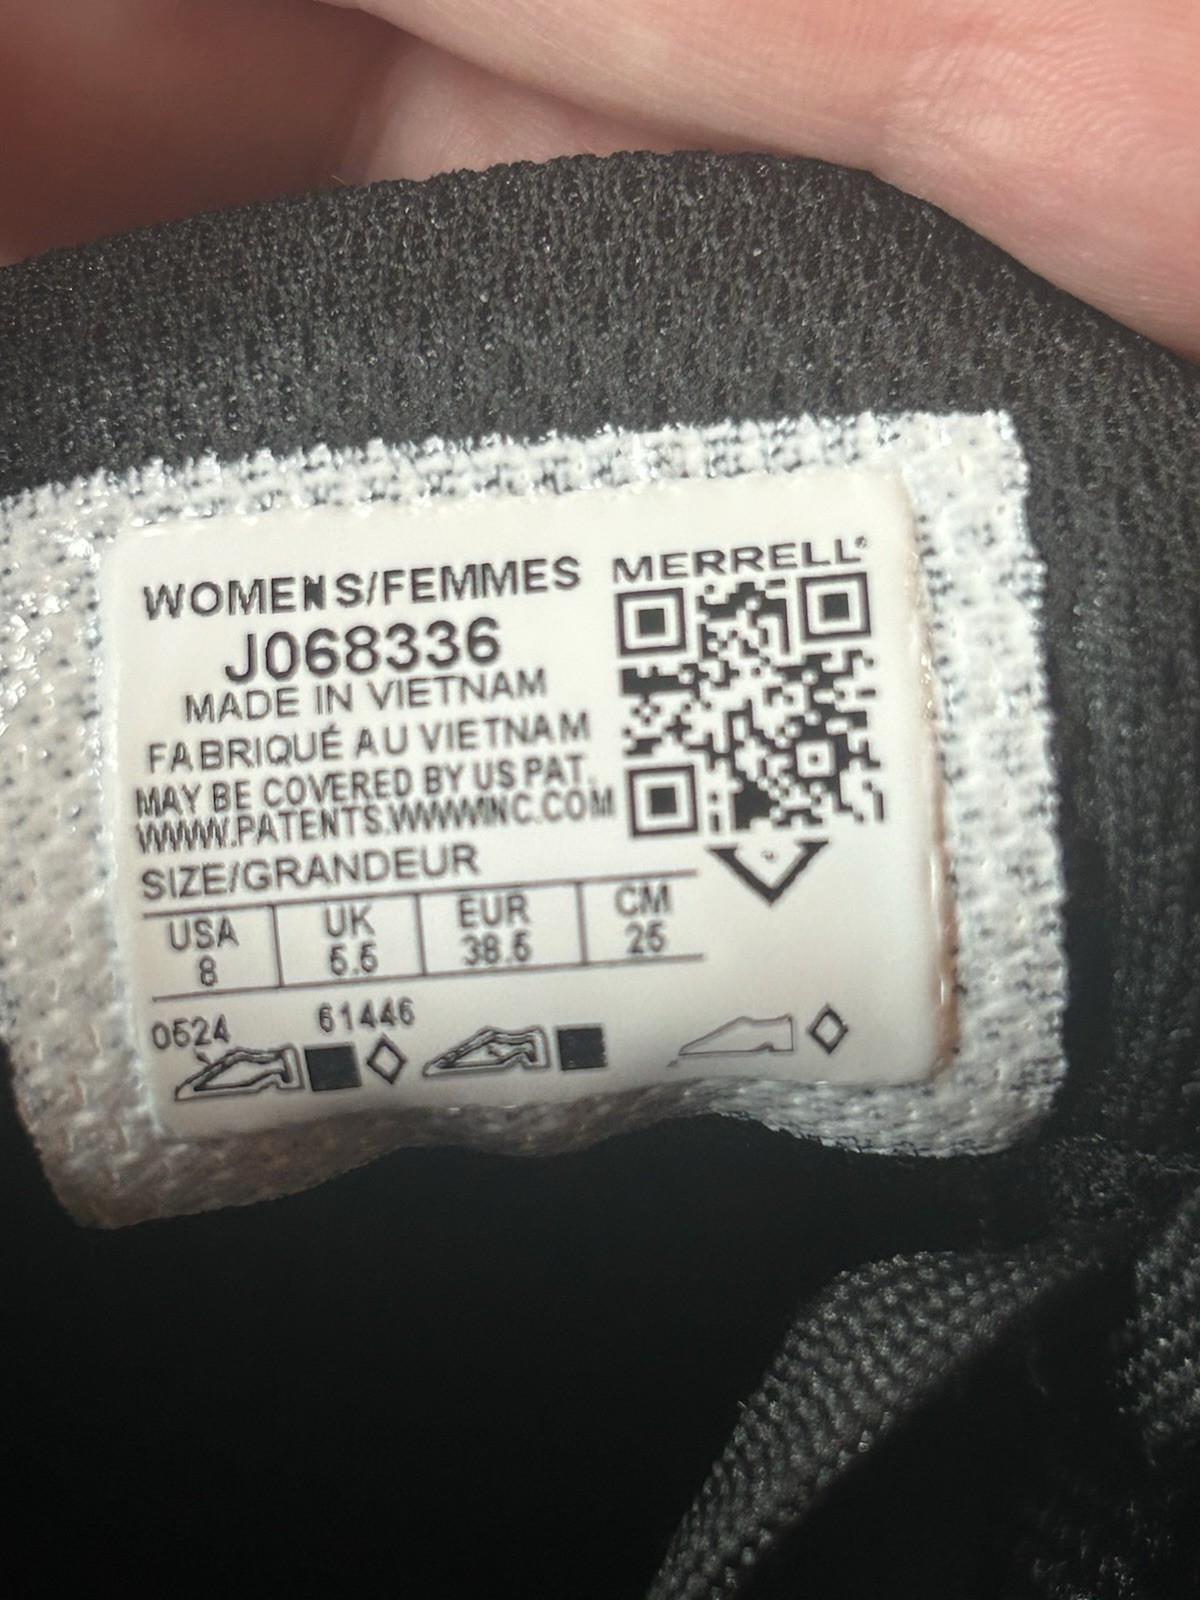 WOMENS/FEMMES
J068336
MADE IN VIETNAM
FABRIQUÉ AU VIETNAM
MAY BE COVERED BY US PAT.
WWW.PATENTS.WWWINC.COM
MERRELL®
SIZE/GRANDEUR
USA UK EUR CM
8 5.5 38.5 25
0524 61446